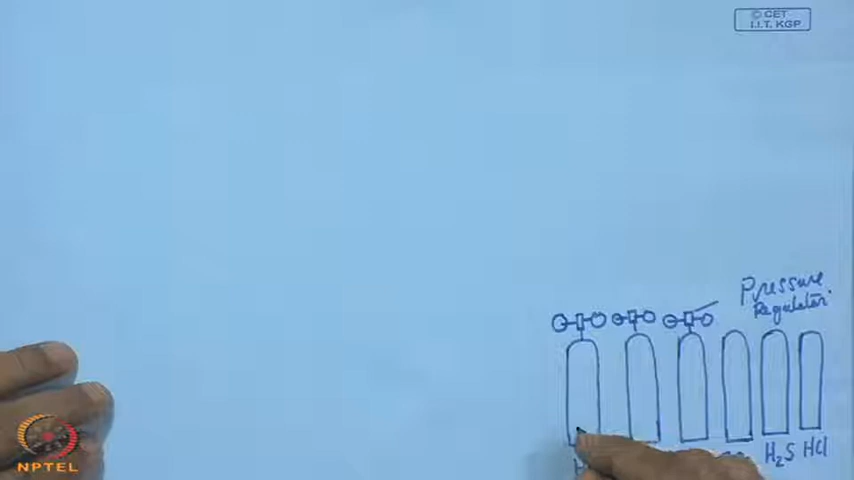 © CET
I.I.T. KGP
Pressure
Regulator
H₂S HCl
NPTEL